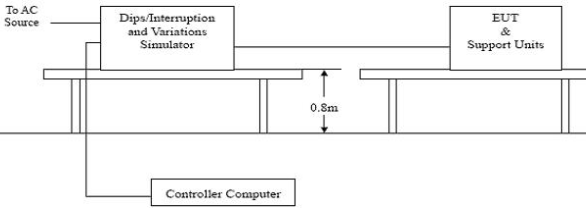 To AC
Source
Dips/Interruption
and Variations
Simulator
EUT
&
Support Units
0.8m
Controller Computer